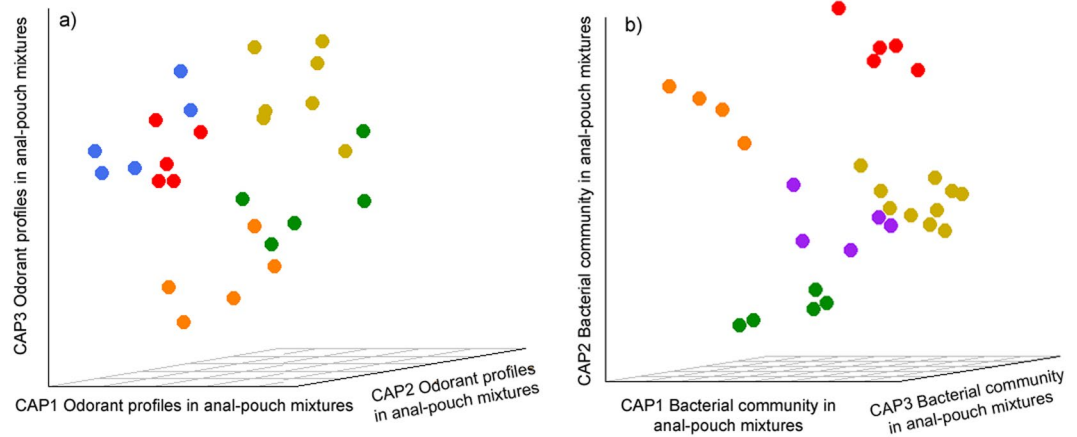 a)
CAP3 Odorant profiles in anal-pouch mixtures
CAP1 Odorant profiles in anal-pouch mixtures
CAP2 Odorant profiles
in anal-pouch mixtures
b)
CAP2 Bacterial community in anal-pouch mixtures
CAP1 Bacterial community in
anal-pouch mixtures
CAP3 Bacterial community
in anal-pouch mixtures